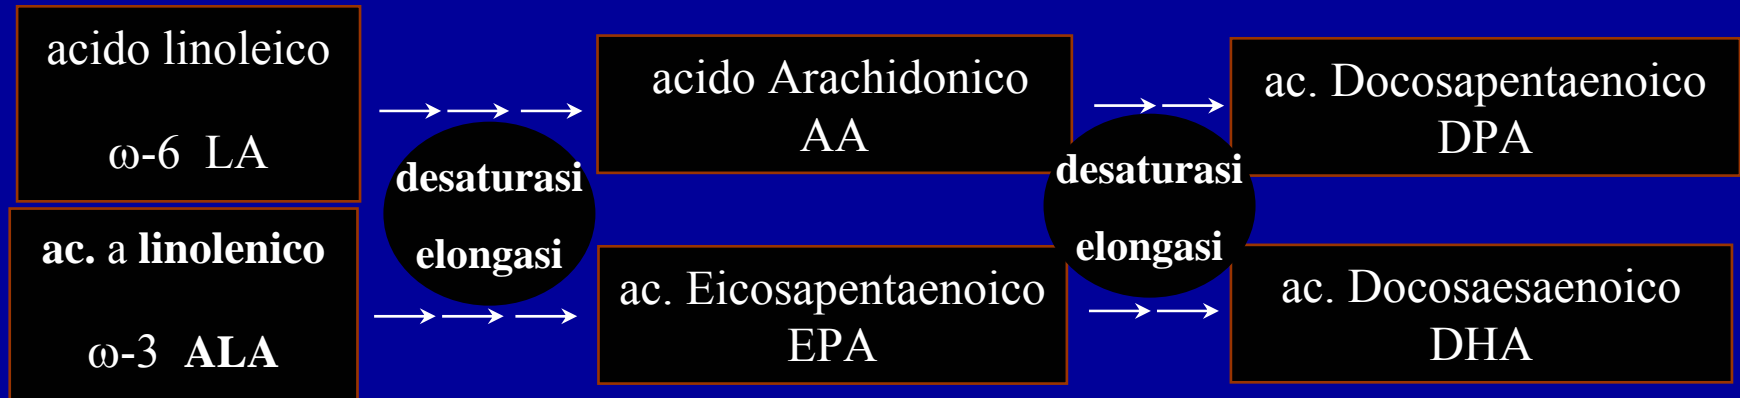 acido linoleico
ω-6 LA
desaturasi
elongasi
acido Arachidonico
AA
desaturasi
elongasi
ac. Docosapentaenoico
DPA
ac. a linolenico
ω-3 ALA
ac. Eicosapentaenoico
EPA
ac. Docosaesaenoico
DHA